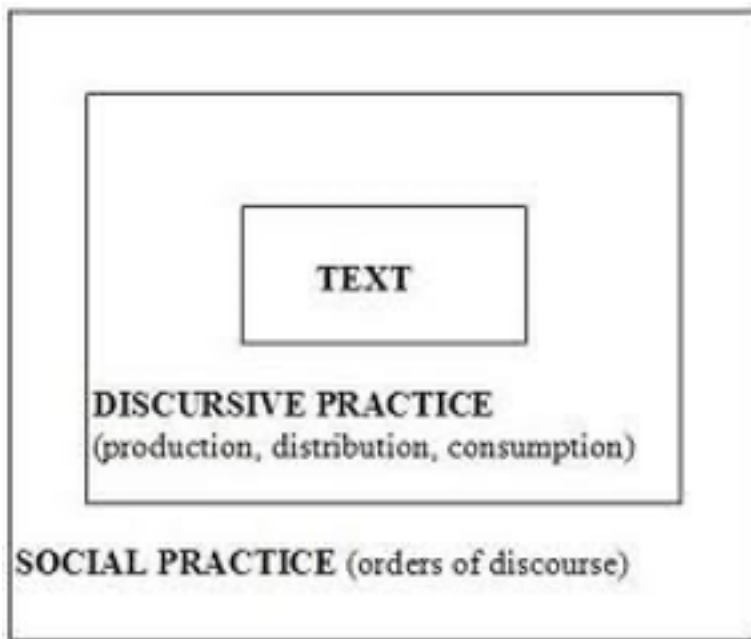 TEXT
DISCURSIVE PRACTICE
(production, distribution, consumption)
SOCIAL PRACTICE (orders of discourse)